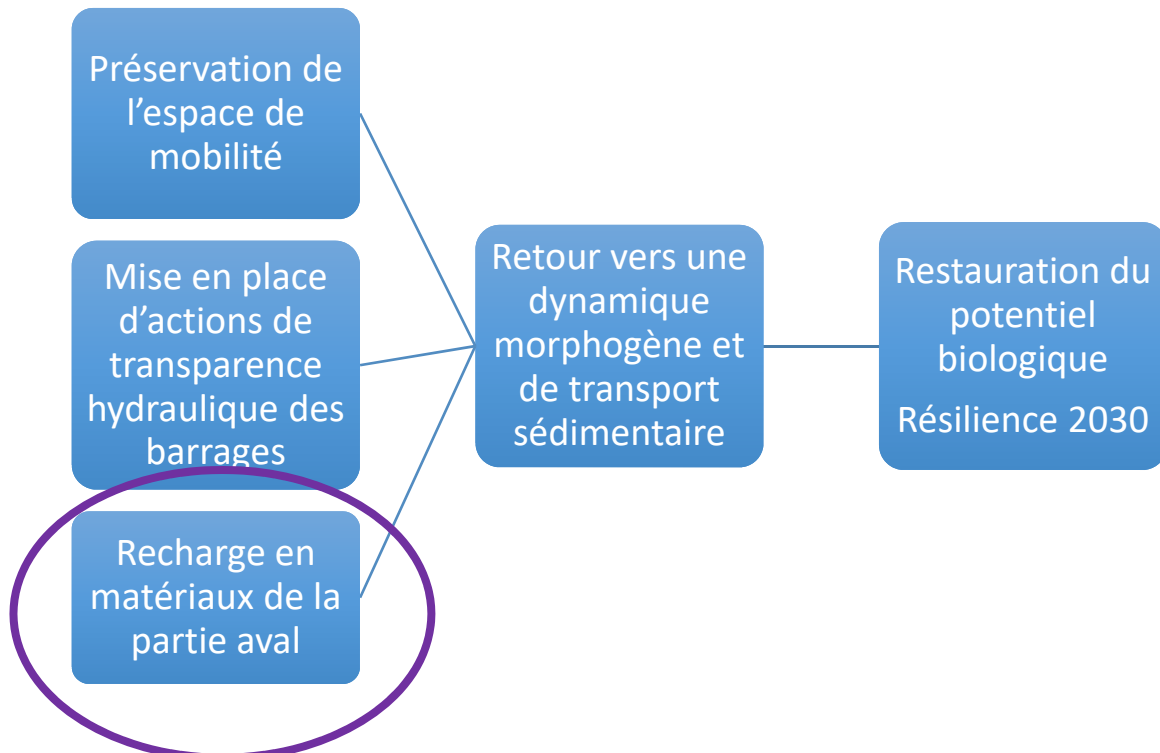 Préservation de
l'espace de
mobilité
Mise en place
d'actions de
transparence
hydraulique des
barrages
Recharge en
matériaux de la
partie aval
Retour vers une
dynamique
morphogène et
de transport
sédimentaire
Restauration du
potentiel
biologique
Résilience 2030